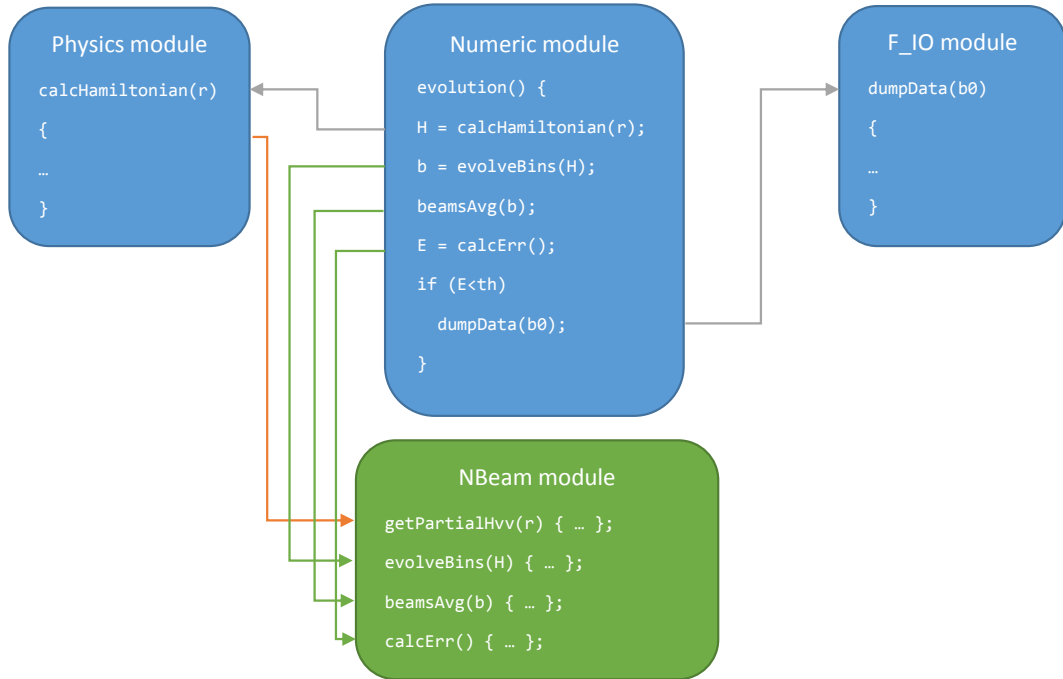 Physics module
calcHamiltonian(r)
{
…
}
Numeric module
evolution() {
H = calcHamiltonian(r);
b = evolveBins(H);
beamsAvg(b);
E = calcErr();
if (E<th)
dumpData(b0);
}
F_IO module
dumpData(b0)
{
…
}
NBeam module
getPartialHvv(r) { … };
evolveBins(H) { … };
beamsAvg(b) { … };
calcErr() { … };